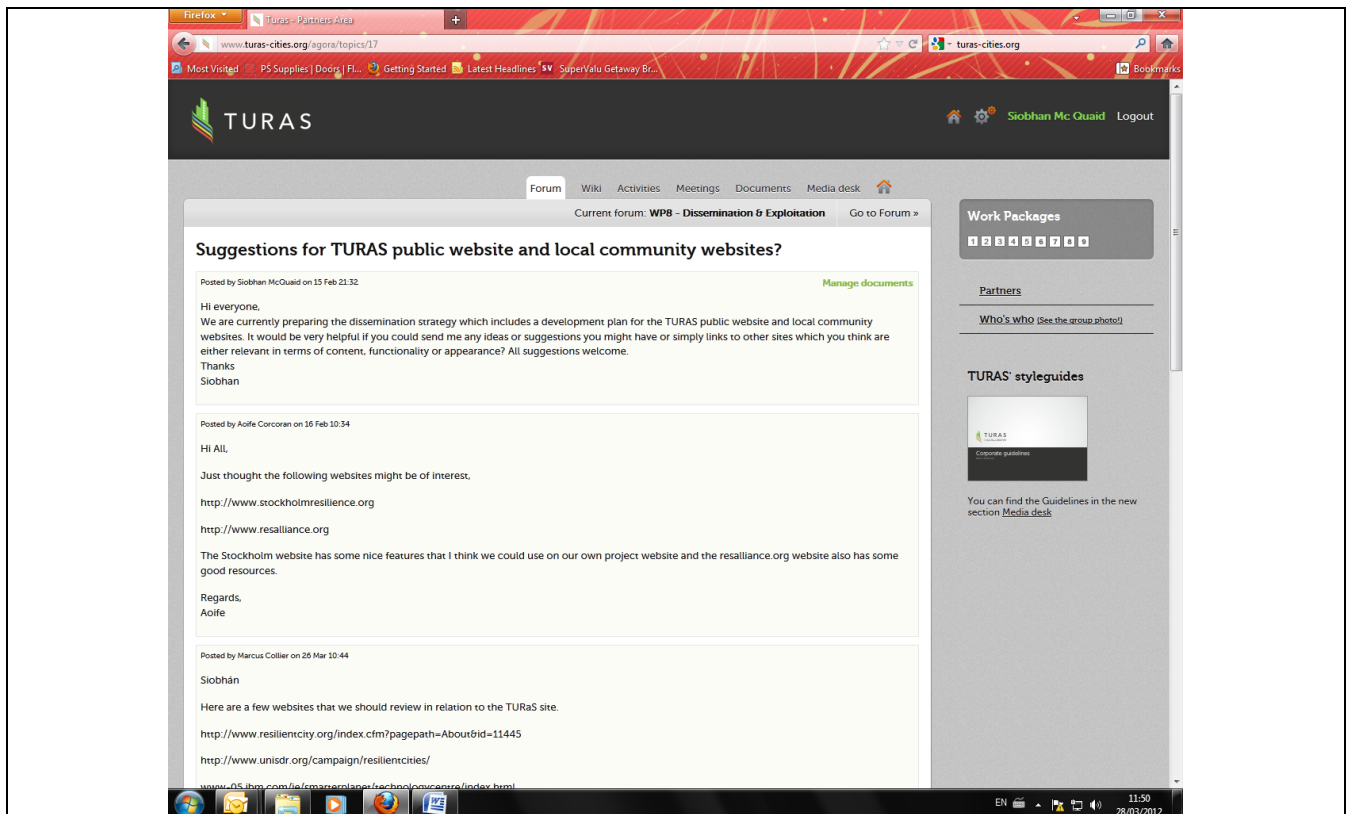 Firefox
Turas - Partners Area
+
www.turas-cities.org/agora/topics/17
turas-cities.org
Most Visited
PS Supplies | Doors | Fl...
Getting Started
Latest Headlines
SV SuperValu Getaway Br...
Bookmarks
TURAS
Siobhan Mc Quaid Logout
Forum Wiki Activities Meetings Documents Media desk
Current forum: WP8 - Dissemination & Exploitation Go to Forum »
Suggestions for TURAS public website and local community websites?
Posted by Siobhan McQuaid on 15 Feb 21:32
Manage documents
Hi everyone,
We are currently preparing the dissemination strategy which includes a development plan for the TURAS public website and local community
websites. It would be very helpful if you could send me any ideas or suggestions you might have or simply links to other sites which you think are
either relevant in terms of content, functionality or appearance? All suggestions welcome.
Thanks
Siobhan
Posted by Aoife Corcoran on 16 Feb 10:34
Hi All,
Just thought the following websites might be of interest,
http://www.stockholmresilience.org
http://www.resalliance.org
The Stockholm website has some nice features that I think we could use on our own project website and the resalliance.org website also has some
good resources.
Regards,
Aoife
Posted by Marcus Collier on 26 Mar 10:44
Siobhán
Here are a few websites that we should review in relation to the TURaS site.
http://www.resilientcity.org/index.cfm?pagepath=About&id=11445
http://www.unisdr.org/campaign/resilientcities/
www-05.ibm.com/ie/smarterplanet/technologycentre/index.html
Work Packages
1 2 3 4 5 6 7 8 9
Partners
Who's who (See the group photo!)
TURAS' styleguides
TURAS
Corporate guidelines
You can find the Guidelines in the new
section Media desk
EN
11:50
28/03/2012